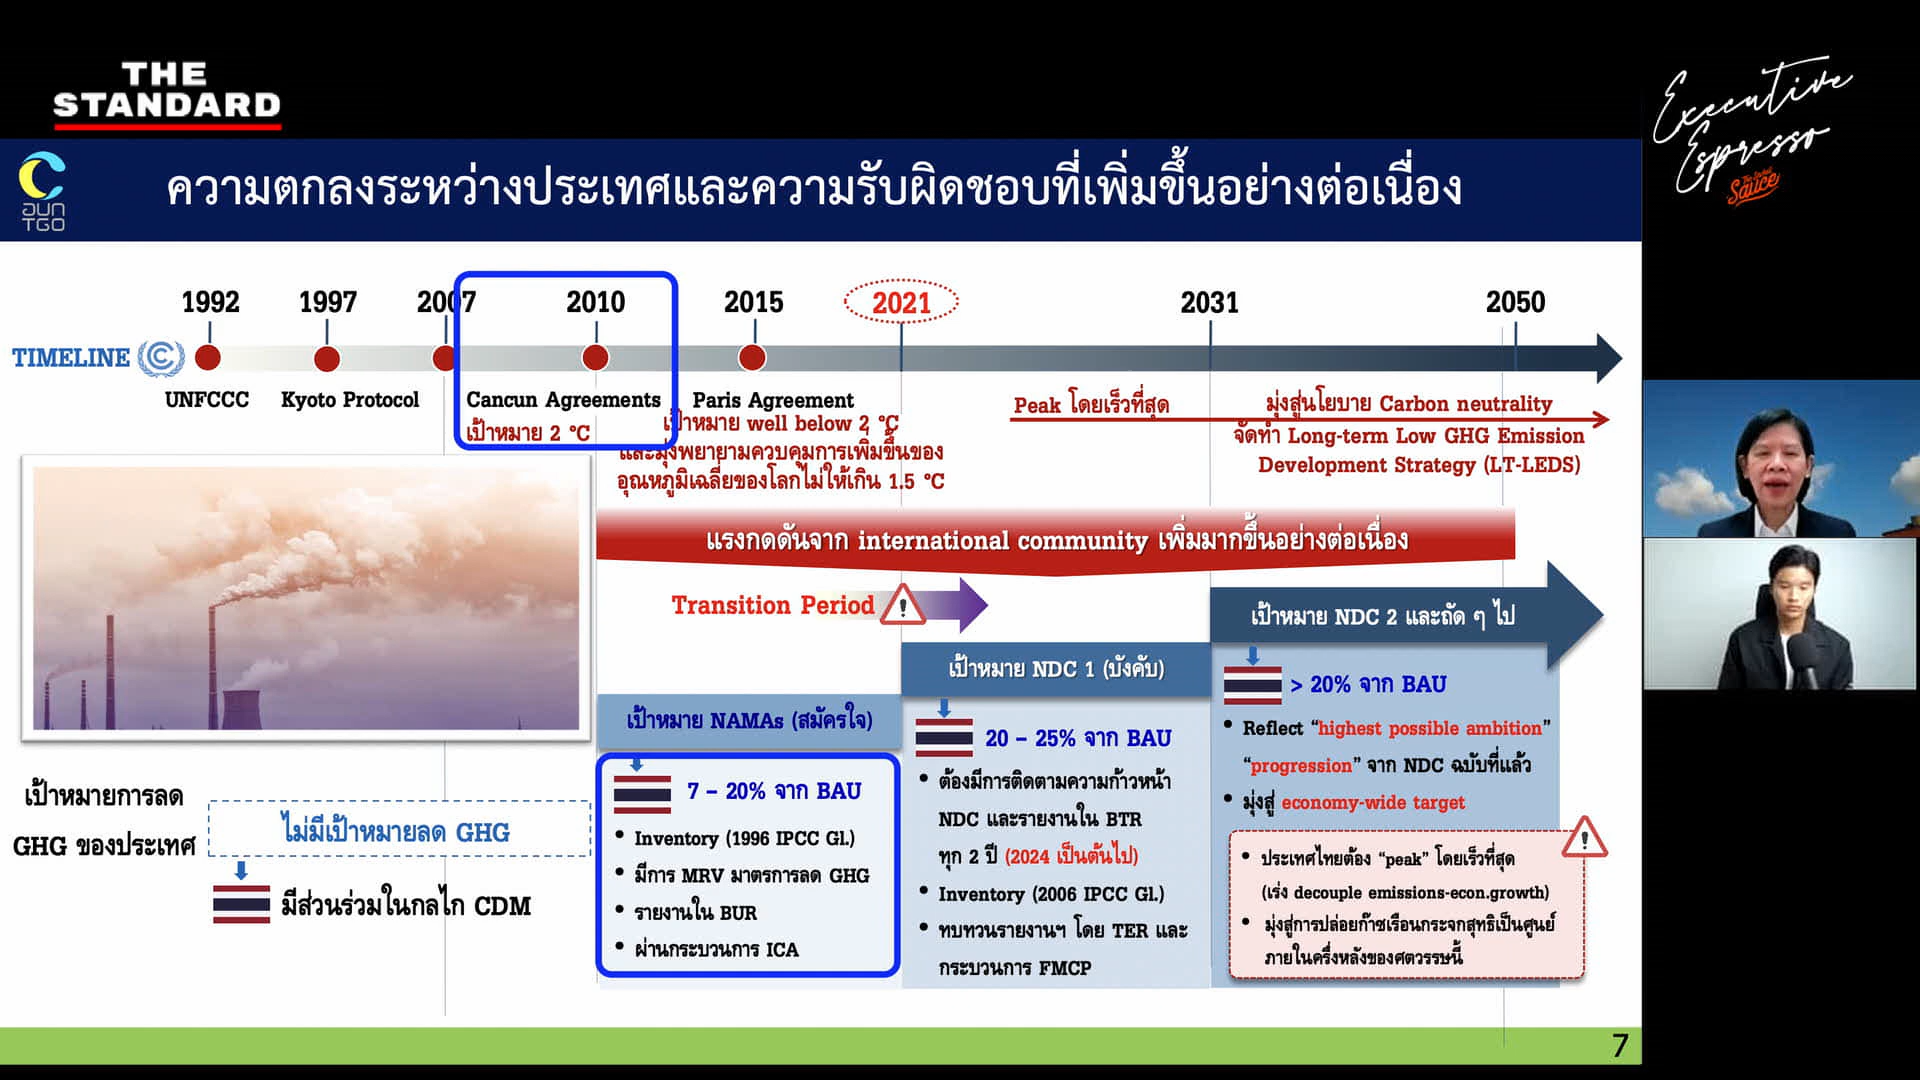 THE
STANDARD
Executive
Espresso
The Secret
Sauce
อบก
TGO
ความตกลงระหว่างประเทศและความรับผิดชอบที่เพิ่มขึ้นอย่างต่อเนื่อง
1992 1997 2007 2010 2015 2021 2031 2050
TIMELINE
UNFCCC Kyoto Protocol Cancun Agreements Paris Agreement
เป้าหมาย 2 °C
เป้าหมาย well below 2 °C
และมุ่งพยายามควบคุมการเพิ่มขึ้นของ
อุณหภูมิเฉลี่ยของโลกไม่ให้เกิน 1.5 °C
Peak โดยเร็วที่สุด
มุ่งสู่นโยบาย Carbon neutrality
จัดทำ Long-term Low GHG Emission
Development Strategy (LT-LEDS)
แรงกดดันจาก international community เพิ่มมากขึ้นอย่างต่อเนื่อง
Transition Period
เป้าหมายการลด
GHG ของประเทศ
ไม่มีเป้าหมายลด GHG
มีส่วนร่วมในกลไก CDM
เป้าหมาย NAMAs (สมัครใจ)
7 – 20% จาก BAU
• Inventory (1996 IPCC Gl.)
• มีการ MRV มาตรการลด GHG
• รายงานใน BUR
• ผ่านกระบวนการ ICA
เป้าหมาย NDC 1 (บังคับ)
20 – 25% จาก BAU
• ต้องมีการติดตามความก้าวหน้า
NDC และรายงานใน BTR
ทุก 2 ปี (2024 เป็นต้นไป)
• Inventory (2006 IPCC Gl.)
• ทบทวนรายงานฯ โดย TER และ
กระบวนการ FMCP
เป้าหมาย NDC 2 และถัด ๆ ไป
> 20% จาก BAU
• Reflect “highest possible ambition”
“progression” จาก NDC ฉบับที่แล้ว
• มุ่งสู่ economy-wide target
• ประเทศไทยต้อง “peak” โดยเร็วที่สุด
(เร่ง decouple emissions-econ.growth)
• มุ่งสู่การปล่อยก๊าซเรือนกระจกสุทธิเป็นศูนย์
ภายในครึ่งหลังของศตวรรษนี้
7